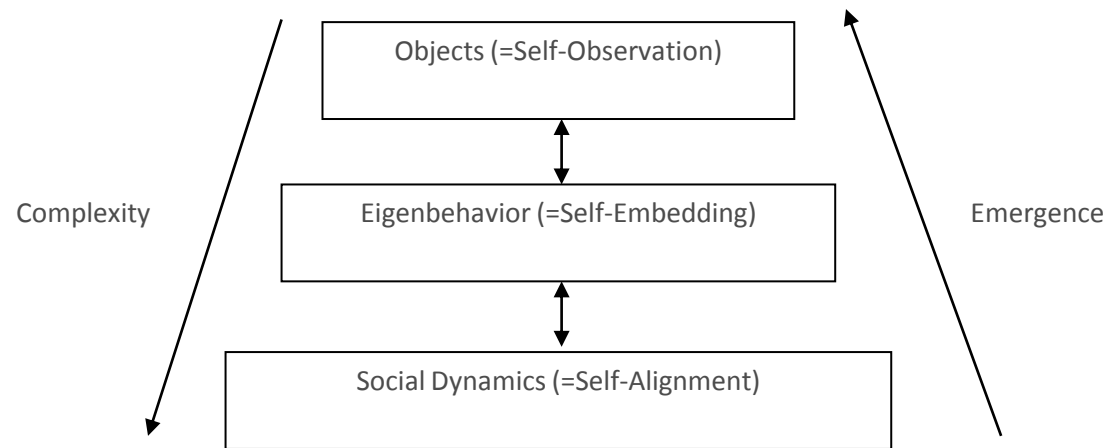 Objects (=Self-Observation)
Complexity
Eigenbehavior (=Self-Embedding)
Emergence
Social Dynamics (=Self-Alignment)